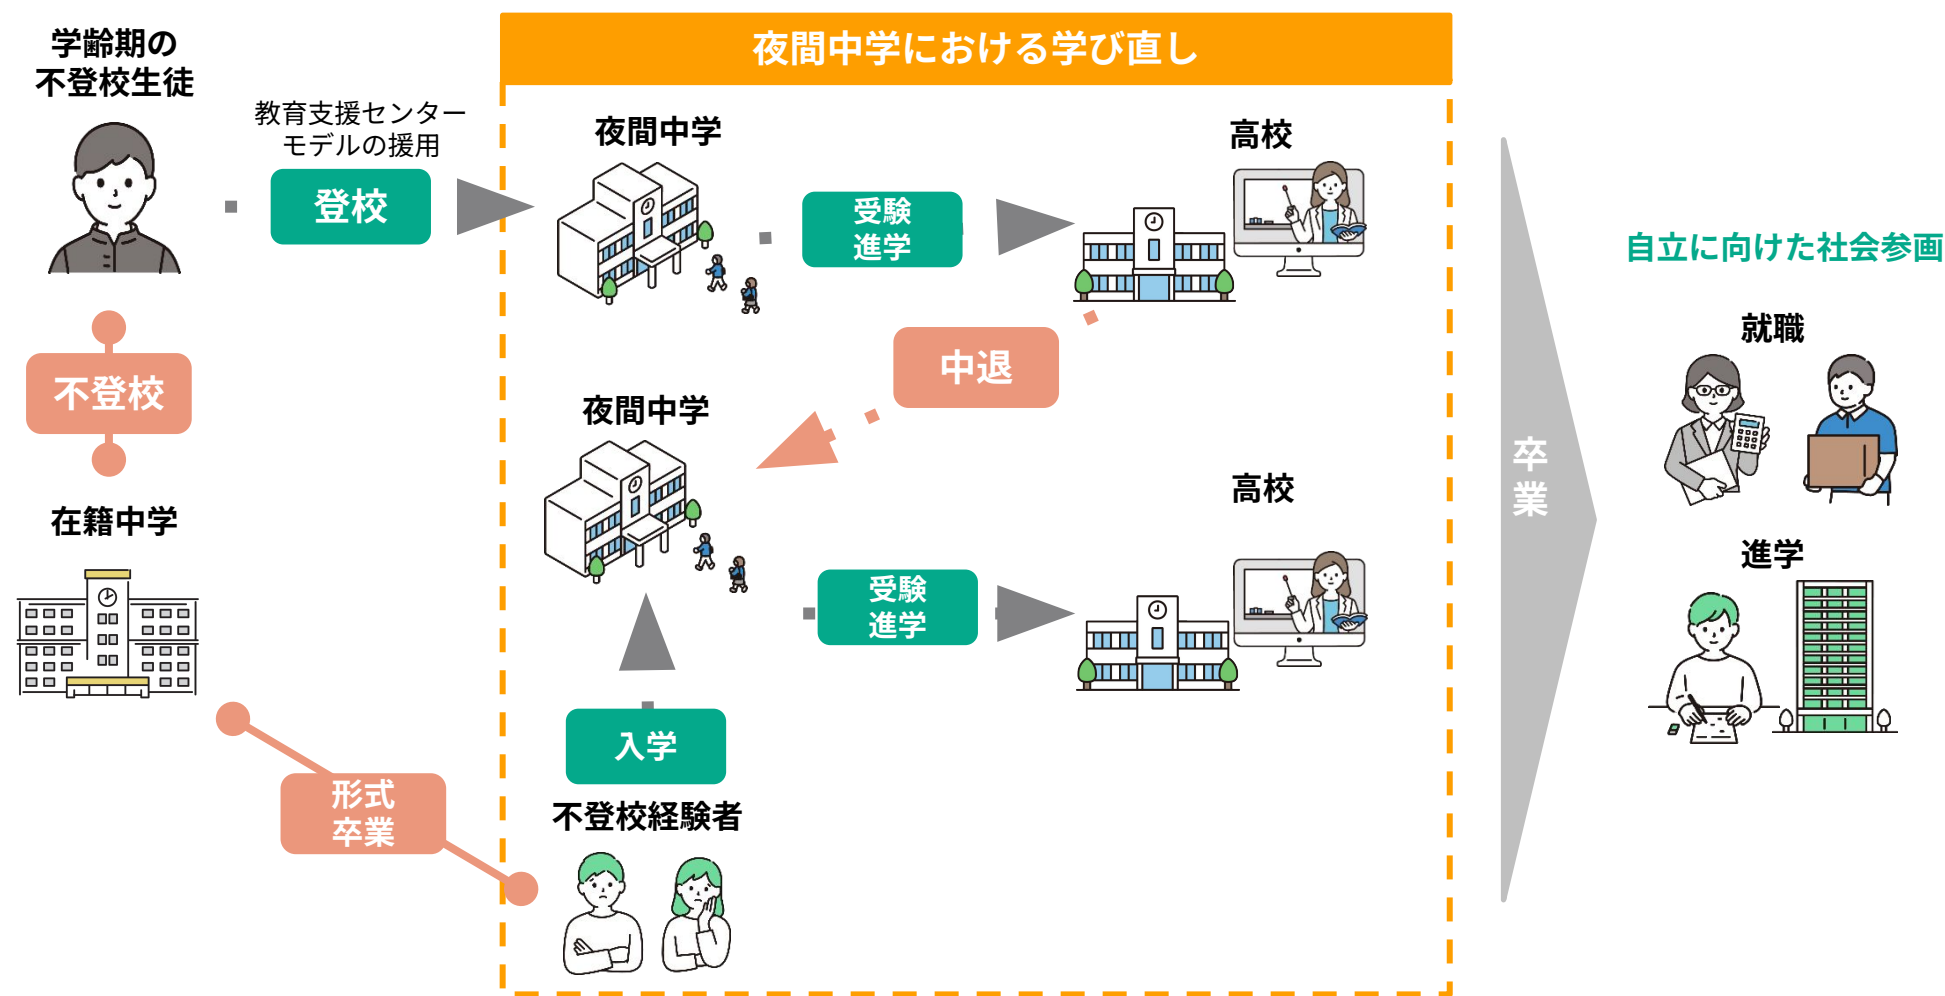 夜間中学における学び直し
学齢期の
不登校生徒
教育支援センター
モデルの援用
登校
夜間中学
受験
進学
高校
不登校
在籍中学
中退
夜間中学
受験
進学
高校
入学
形式
卒業
不登校経験者
卒
業
自立に向けた社会参画
就職
進学